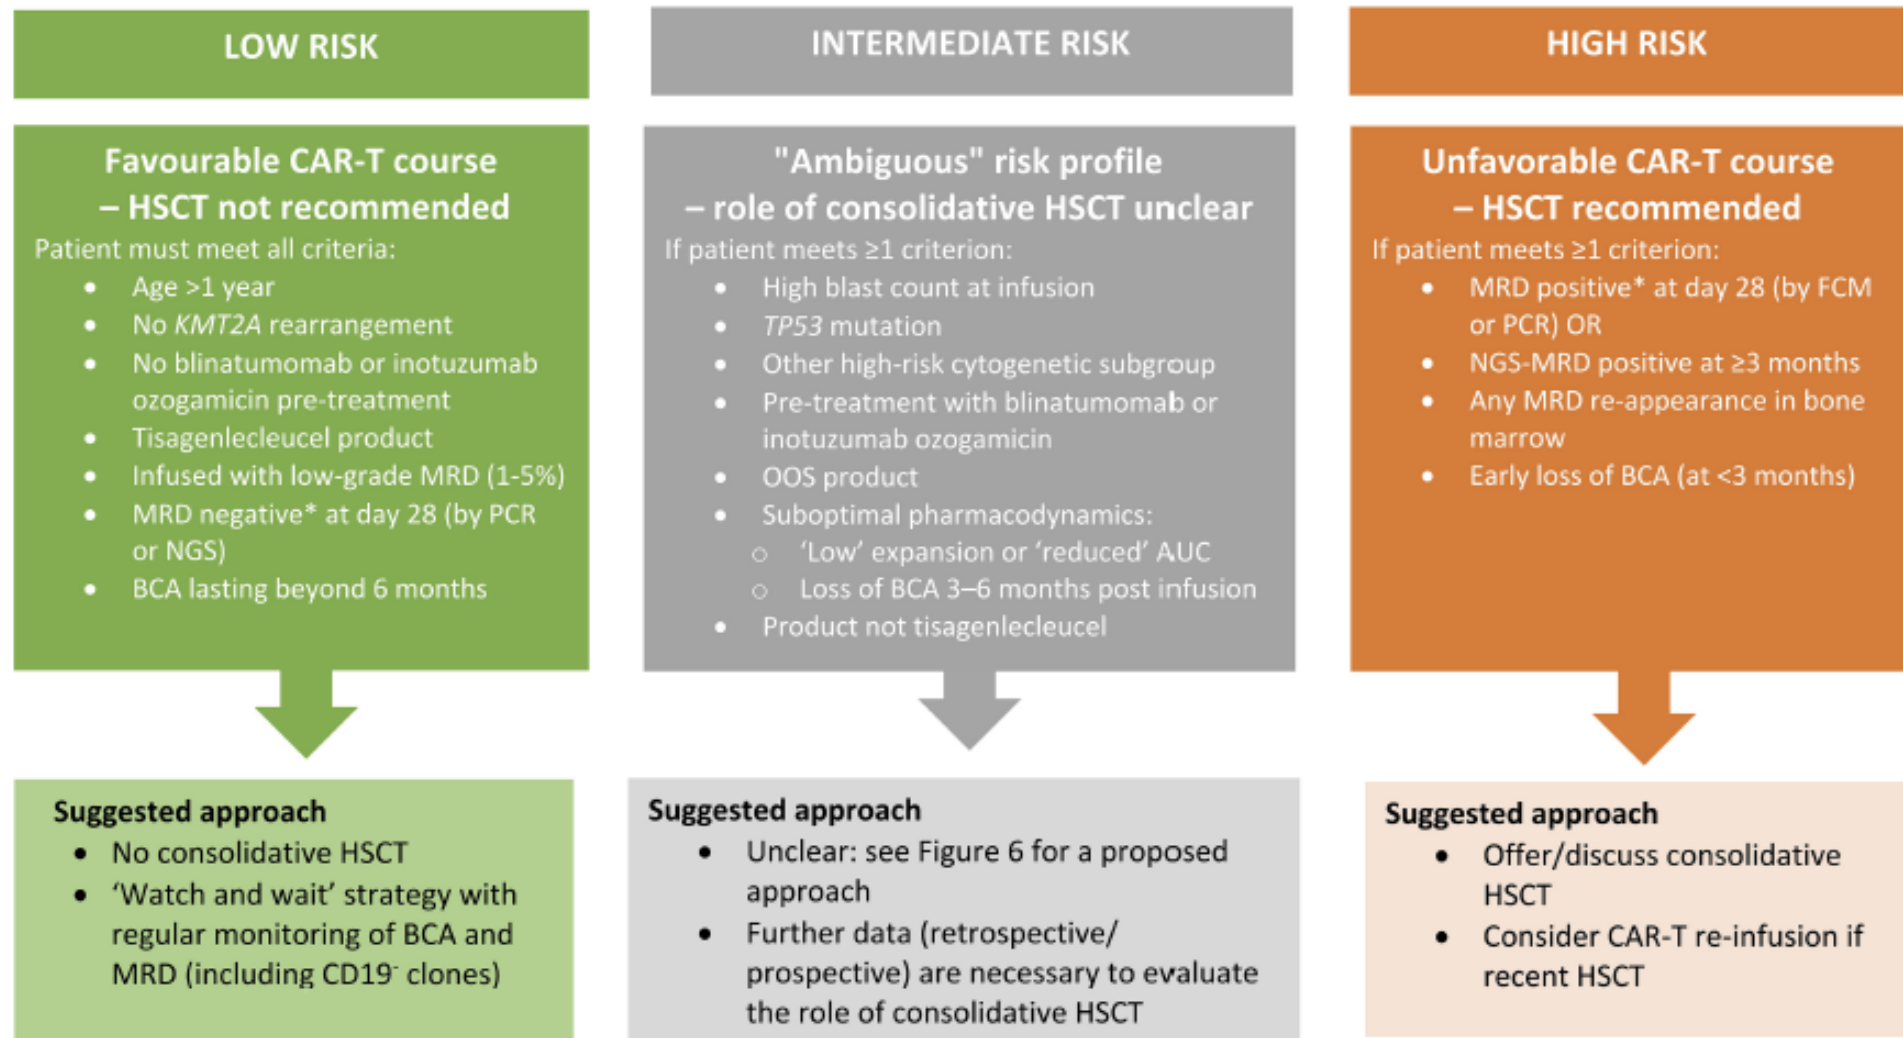 LOW RISK
Favourable CAR-T course
– HSCT not recommended
Patient must meet all criteria:
• Age >1 year
• No KMT2A rearrangement
• No blinatumomab or inotuzumab
ozogamicin pre-treatment
• Tisagenlecleucel product
• Infused with low-grade MRD (1-5%)
• MRD negative* at day 28 (by PCR
or NGS)
• BCA lasting beyond 6 months
Suggested approach
• No consolidative HSCT
• ‘Watch and wait’ strategy with
regular monitoring of BCA and
MRD (including CD19⁻ clones)
INTERMEDIATE RISK
"Ambiguous" risk profile
– role of consolidative HSCT unclear
If patient meets ≥1 criterion:
• High blast count at infusion
• TP53 mutation
• Other high-risk cytogenetic subgroup
• Pre-treatment with blinatumomab or
inotuzumab ozogamicin
• OOS product
• Suboptimal pharmacodynamics:
○ ‘Low’ expansion or ‘reduced’ AUC
○ Loss of BCA 3–6 months post infusion
• Product not tisagenlecleucel
Suggested approach
• Unclear: see Figure 6 for a proposed
approach
• Further data (retrospective/
prospective) are necessary to evaluate
the role of consolidative HSCT
HIGH RISK
Unfavorable CAR-T course
– HSCT recommended
If patient meets ≥1 criterion:
• MRD positive* at day 28 (by FCM
or PCR) OR
• NGS-MRD positive at ≥3 months
• Any MRD re-appearance in bone
marrow
• Early loss of BCA (at <3 months)
Suggested approach
• Offer/discuss consolidative
HSCT
• Consider CAR-T re-infusion if
recent HSCT